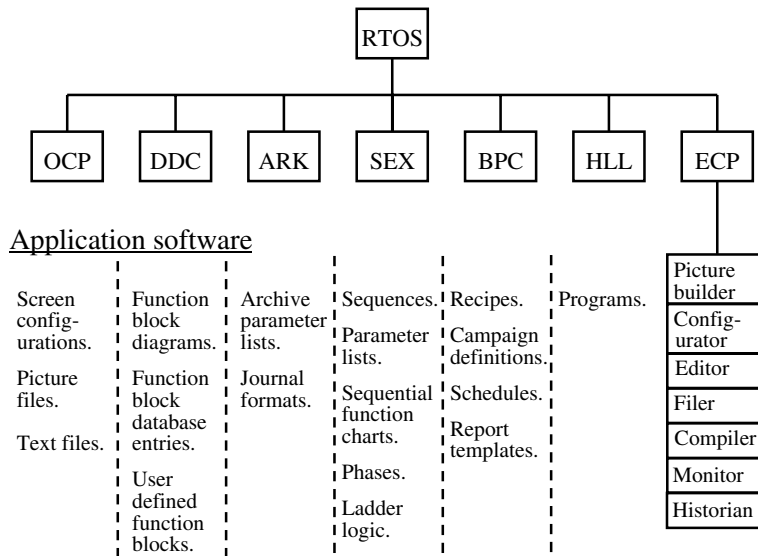 RTOS
OCP DDC ARK SEX BPC HLL ECP
Application software
Screen
config-
urations.
Picture
files.
Text files.
Function
block
diagrams.
Function
block
database
entries.
User
defined
function
blocks.
Archive
parameter
lists.
Journal
formats.
Sequences.
Parameter
lists.
Sequential
function
charts.
Phases.
Ladder
logic.
Recipes.
Campaign
definitions.
Schedules.
Report
templates.
Programs.
Picture
builder
Config-
urator
Editor
Filer
Compiler
Monitor
Historian